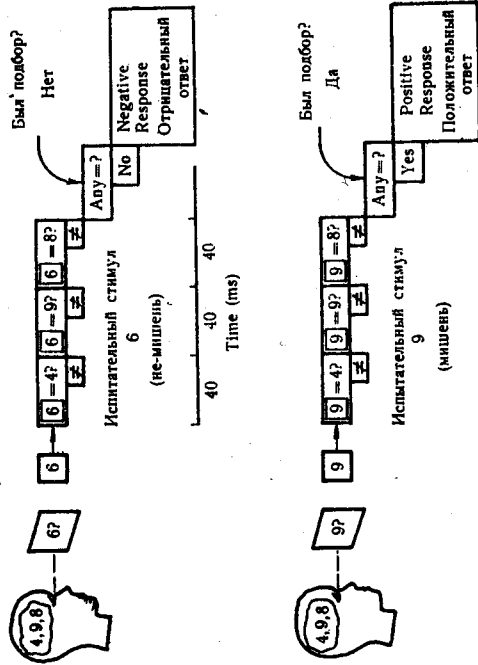 Был подбор?
Нет
4,9,8
6?
6
6 =4? 6 =9? 6 =8?
≠ ≠ ≠
Any=?
No
Negative
Response
Отрицательный
ответ
Испитательный стимул
6
(не-мишень)
40 40 40
Time (ms)
Был подбор?
Да
4,9,8
9?
9
9 =4? 9 =9? 9 =8?
≠ ≠ ≠
Any=?
Yes
Positive
Response
Положительный
ответ
Испытательный стимул
9
(мишень)